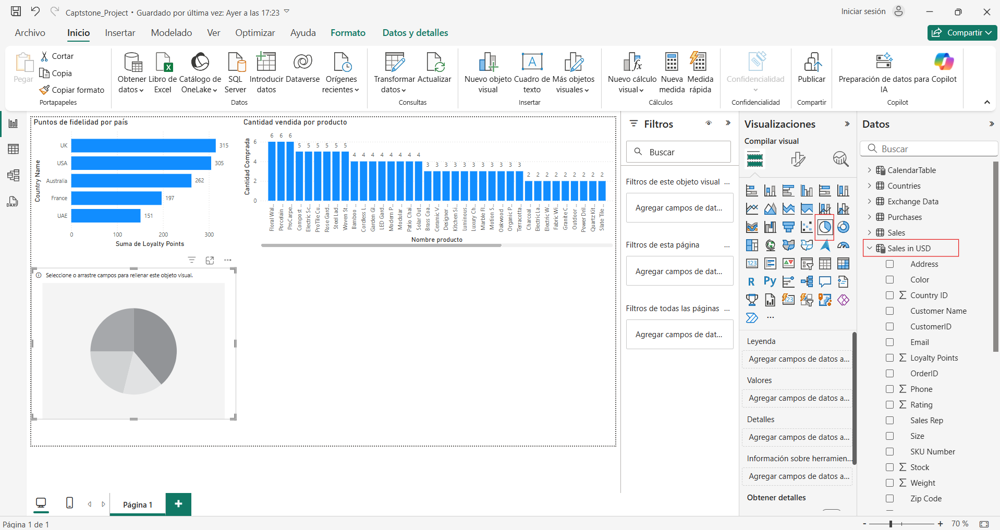 Captstone_Project • Guardado por última vez: Ayer a las 17:23
Iniciar sesión
Archivo
Inicio
Insertar
Modelado
Ver
Optimizar
Ayuda
Formato
Datos y detalles
Compartir
Pegar
Cortar
Copia
Copiar formato
Portapapeles
Obtener datos
Libro de Excel
Catálogo de OneLake
SQL Server
Introducir datos
Dataverse
Orígenes recientes
Datos
Transformar datos
Actualizar
Consultas
Nuevo objeto visual
Cuadro de texto
Más objetos visuales
Insertar
Nuevo cálculo visual
Nueva medida
Medida rápida
Cálculos
Confidencialidad
Confidencialidad
Publicar
Compartir
Preparación de datos para IA
Copilot
Copilot
Puntos de fidelidad por país
Country Name
UK 315
USA 305
Australia 262
France 197
UAE 151
0 100 200 300
Suma de Loyalty Points
Cantidad vendida por producto
Cantidad Comprada
6
4
2
0
6 6 6 5 5 5 5 5 5 4 4 4 4 4 4 4 4 3 3 3 3 3 3 3 3 3 3 3 2 2 2 2 2 2 2 2 2
Floral Wal...
Porcelain ...
ProCarpe...
Compost ...
Electric Sc...
ProTile Cu...
Rose Gard...
Steel Lad...
Woven St...
Bamboo ...
Cordless L...
Garden Gl...
LED Gard...
Modern P...
Modular ...
Patio Chai...
Solar Out...
Brass Coa...
Ceramic V...
Designer ...
Kitchen Si...
Luminous...
Luxury Ch...
Marble Fl...
Motion S...
Oakwood ...
Organic P...
Terracotta...
Charcoal ...
Electric La...
Electric W...
Fabric Wi...
Granite C...
Outdoor ...
Power Dril...
Quartz Kit...
Slate Tile ...
Nombre producto
Seleccione o arrastre campos para rellenar este objeto visual.
Filtros
Buscar
Filtros de este objeto visual ...
Agregar campos de dat...
Filtros de esta página ...
Agregar campos de dat...
Filtros de todas las páginas ...
Agregar campos de dat...
Visualizaciones
Compilar visual
123
R
Py
123
...
Leyenda
Agregar campos de datos a...
Valores
Agregar campos de datos a...
Detalles
Agregar campos de datos a...
Información sobre herramien...
Agregar campos de datos a...
Obtener detalles
Datos
Buscar
CalendarTable
Countries
Exchange Data
Purchases
Sales
Sales in USD
Address
Color
Country ID
Customer Name
CustomerID
Email
Loyalty Points
OrderID
Phone
Rating
Sales Rep
Size
SKU Number
Stock
Weight
Zip Code
Página 1
Página 1 de 1
- + 70 %